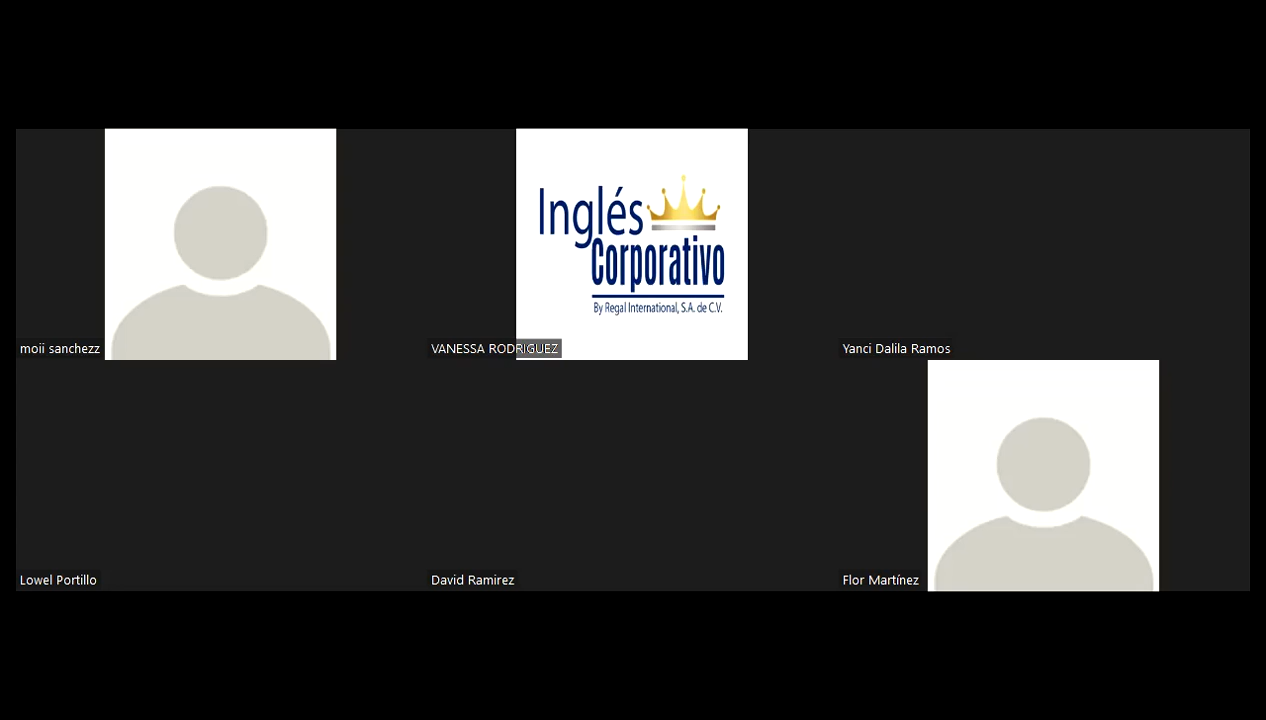 Inglés
Corporativo
By Regal International, S.A. de C.V.
moii sanchezz
VANESSA RODRIGUEZ
Yanci Dalila Ramos
Lowel Portillo
David Ramirez
Flor Martínez